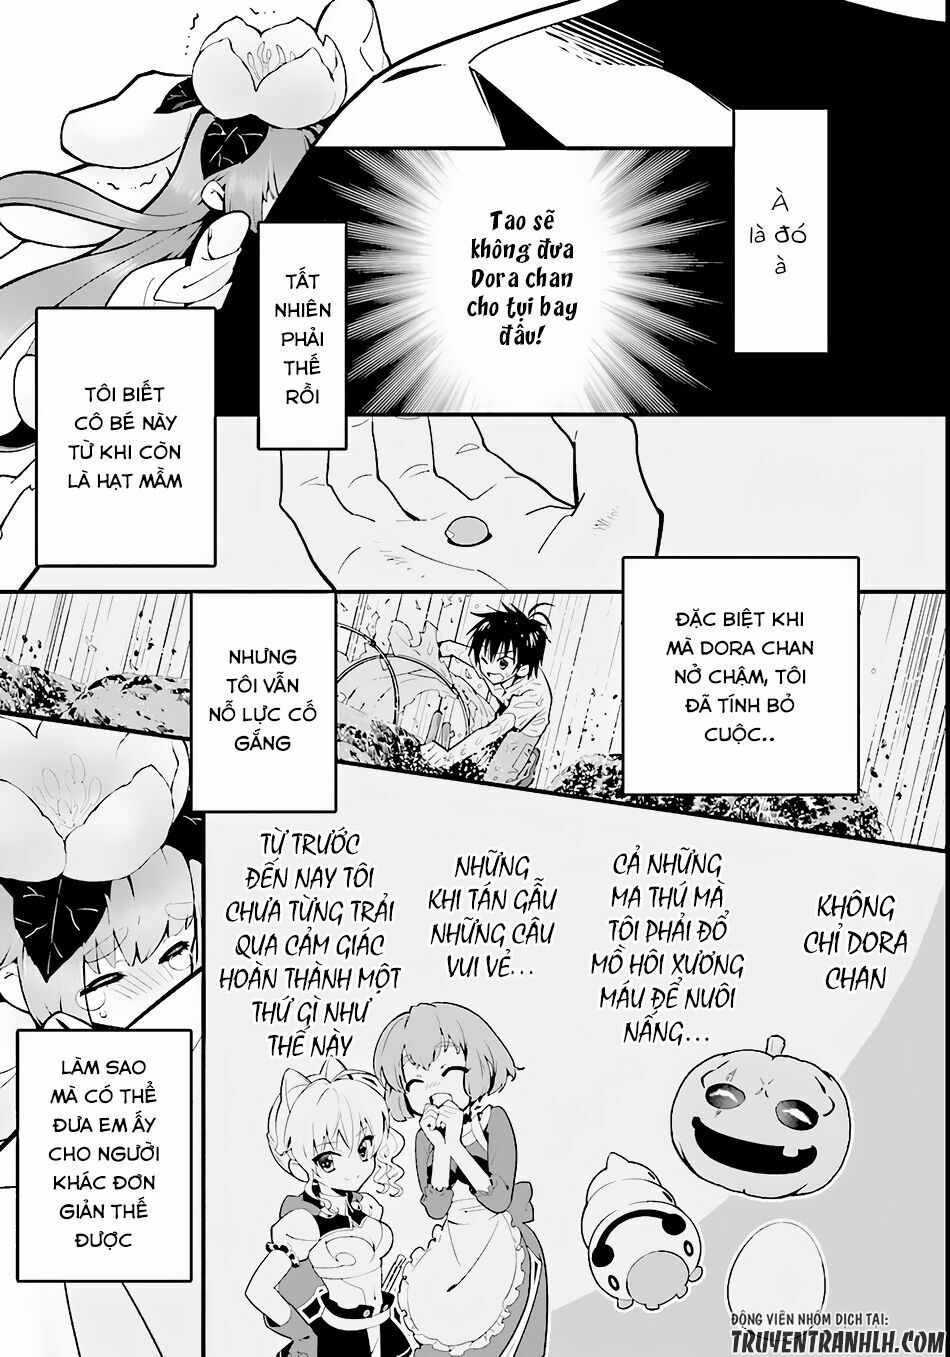 À
là đó
à
Tao sẽ
không đưa
Dora chan
cho tụi bay
đâu!
TẤT
NHIÊN
PHẢI
THẾ
RỒI
TÔI BIẾT
CÔ BÉ NÀY
TỪ KHI CÒN
LÀ HẠT MẦM
ĐẶC BIỆT KHI
MÀ DORA CHAN
NỞ CHẬM, TÔI
ĐÃ TÍNH BỎ
CUỘC..
NHƯNG
TÔI VẪN
NỖ LỰC CỐ
GẮNG
KHÔNG
CHỈ DORA
CHAN
CẢ NHỮNG
MA THÚ MÀ
TÔI PHẢI ĐỔ
MỒ HÔI XƯƠNG
MÁU ĐỂ NUÔI
NẤNG...
NHỮNG
KHI TÁN GẪU
NHỮNG CÂU
VUI VẺ...
TỪ TRƯỚC
ĐẾN NAY TÔI
CHƯA TỪNG TRẢI
QUA CẢM GIÁC
HOÀN THÀNH MỘT
THỨ GÌ NHƯ
THẾ NÀY
LÀM SAO
MÀ CÓ THỂ
ĐƯA EM ẤY
CHO NGƯỜI
KHÁC ĐƠN
GIẢN THẾ
ĐƯỢC
ĐỘNG VIÊN NHÓM DỊCH TẠI:
TRUYENTRANHLH.COM